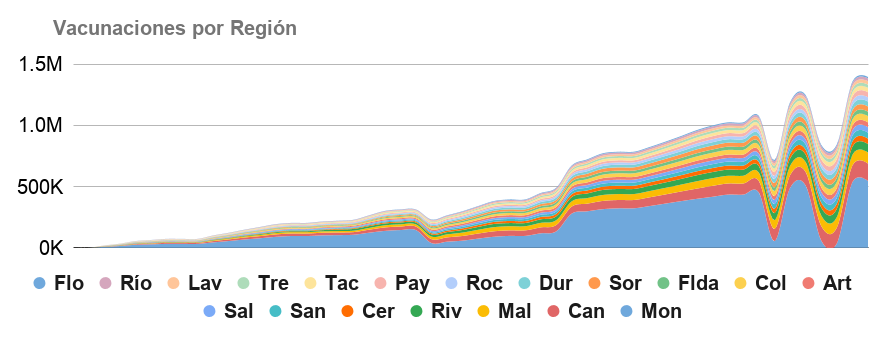 Vacunaciones por Región
1.5M
1.0M
500K
0K
Flo Río Lav Tre Tac Pay Roc Dur Sor Flda Col Art
Sal San Cer Riv Mal Can Mon